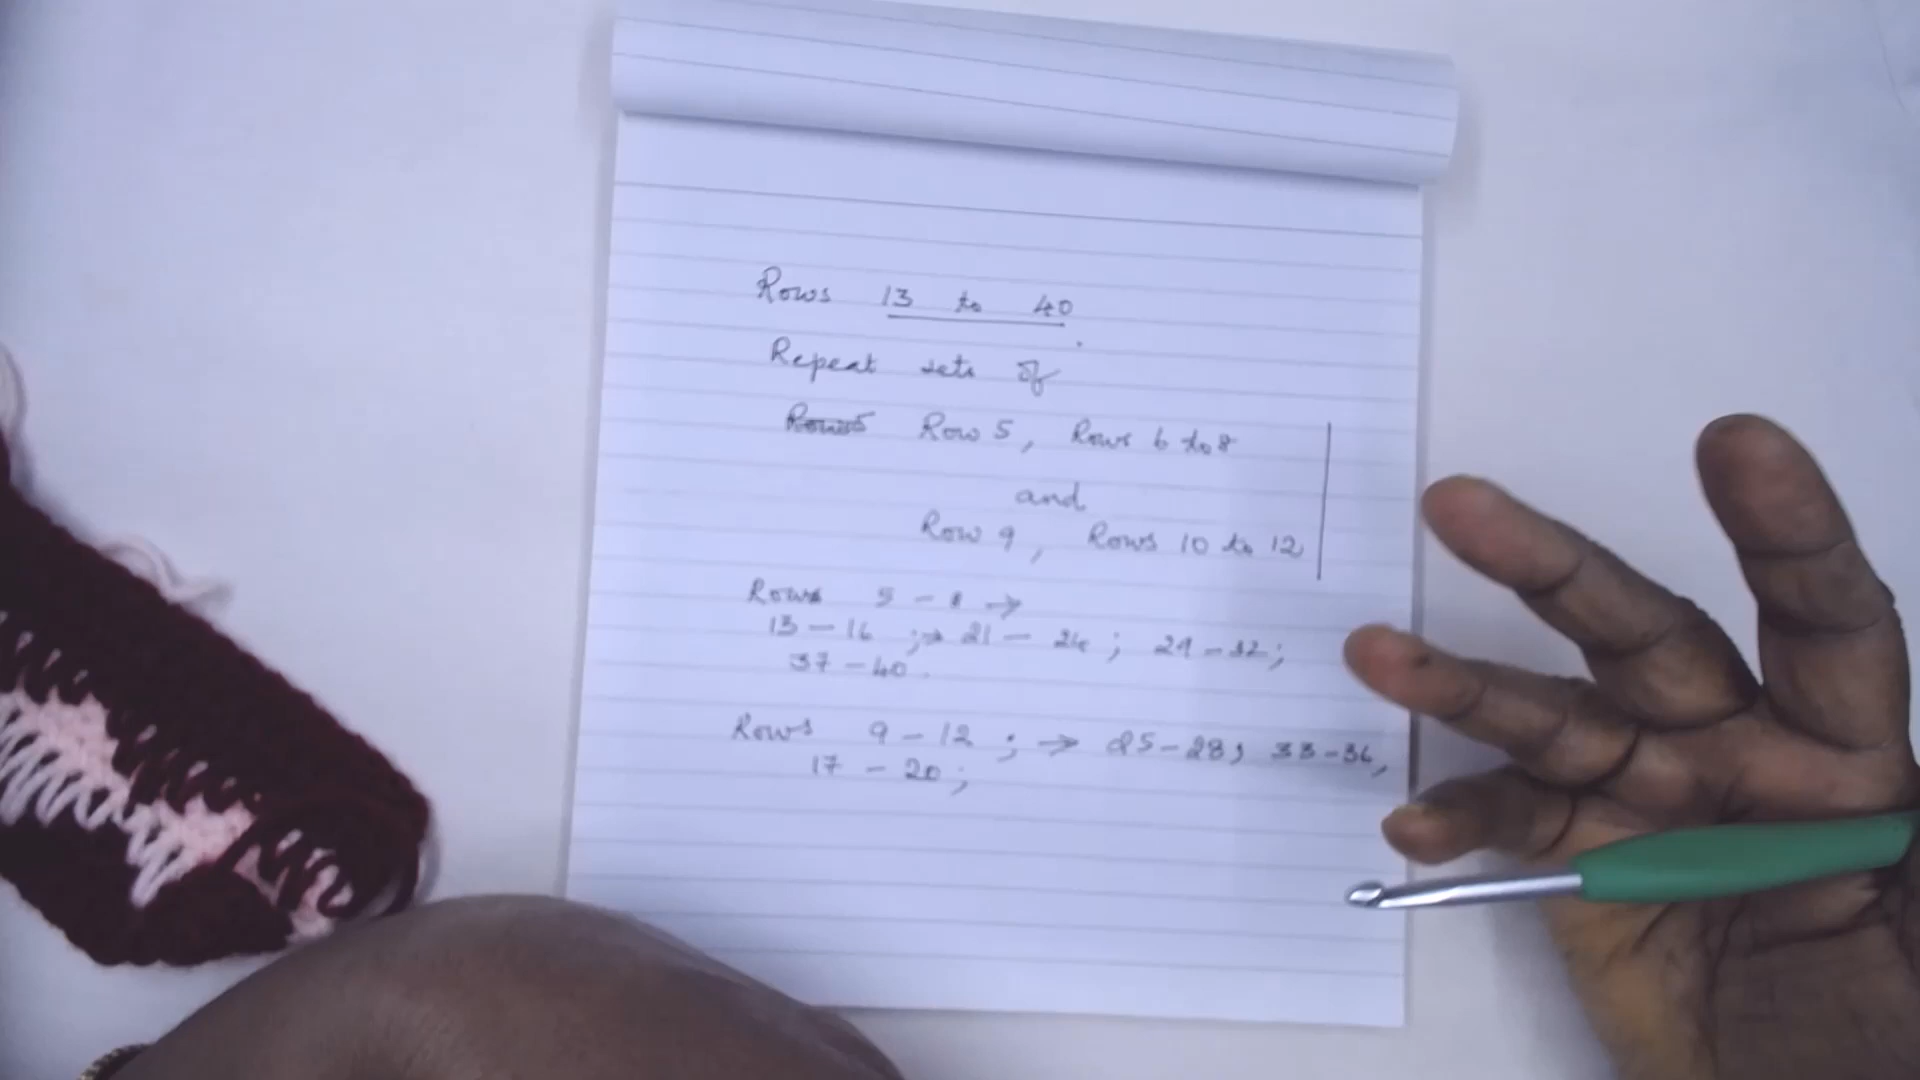 Rows 13 to 40.
Repeat sets of
Row 5, Rows 6 to 8
and
Row 9, Rows 10 to 12
Rows 5 - 8 →
13 - 16 ; → 21 - 24 ; 29 - 32 ;
37 - 40 .
Rows 9 - 12 ; → 25 - 28 ; 33 - 36 ,
17 - 20 ;